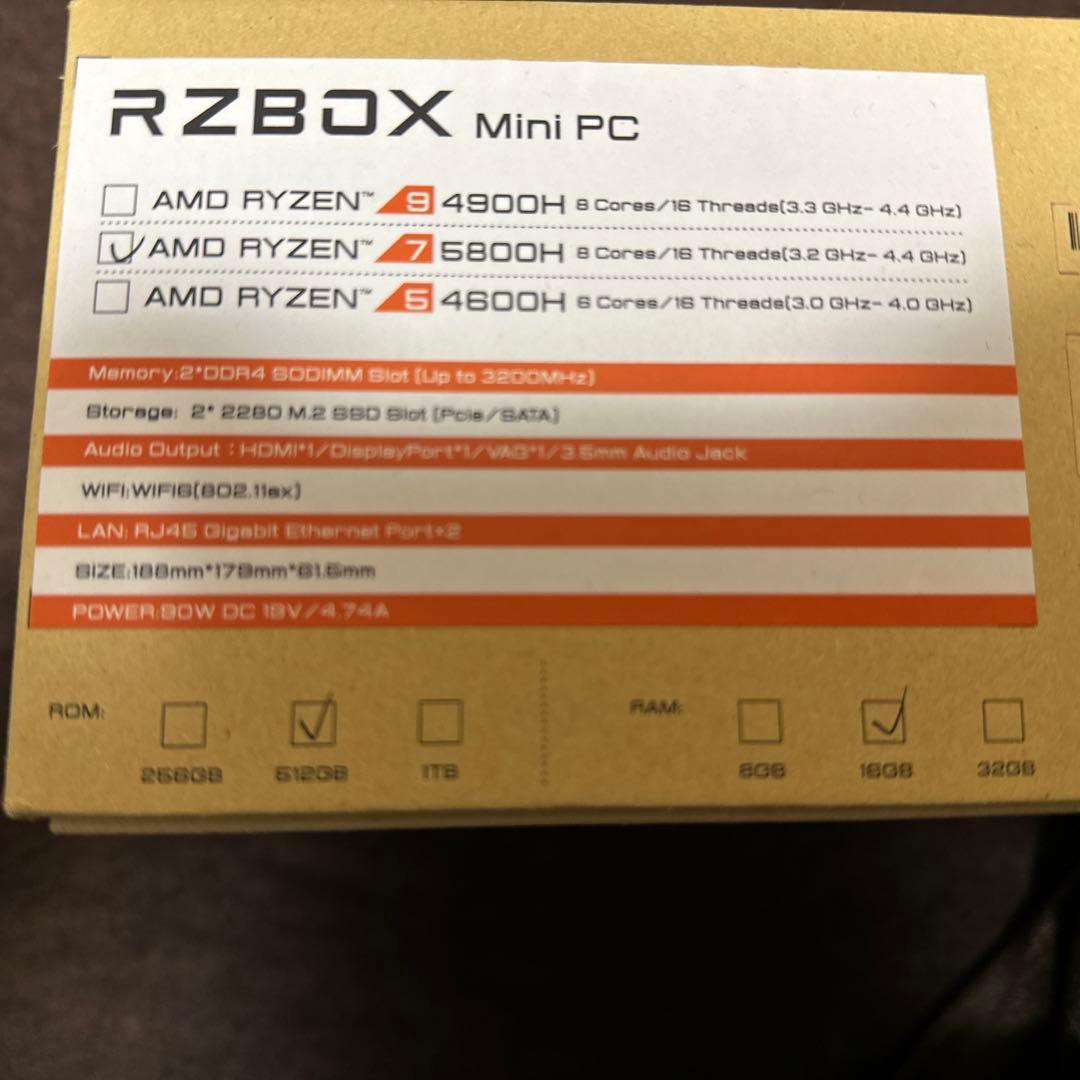 RZBOX Mini PC
AMD RYZEN™ 9 4900H 8 Cores/16 Threads(3.3 GHz- 4.4 GHz)
AMD RYZEN™ 7 5800H 8 Cores/16 Threads(3.2 GHz- 4.4 GHz)
AMD RYZEN™ 5 4600H 6 Cores/16 Threads(3.0 GHz- 4.0 GHz)
Memory:2*DDR4 SODIMM Slot (Up to 3200MHz)
Storage: 2* 2280 M.2 SSD Slot (Pcie/SATA)
Audio Output：HDMI*1/DisplayPort*1/VAG*1/3.5mm Audio Jack
WIFI:WIFI6(802.11ax)
LAN: RJ45 Gigabit Ethernet Port*2
SIZE:188mm*179mm*61.5mm
POWER:90W DC 19V/4.74A
ROM:
256GB 512GB 1TB
RAM:
8GB 16GB 32GB